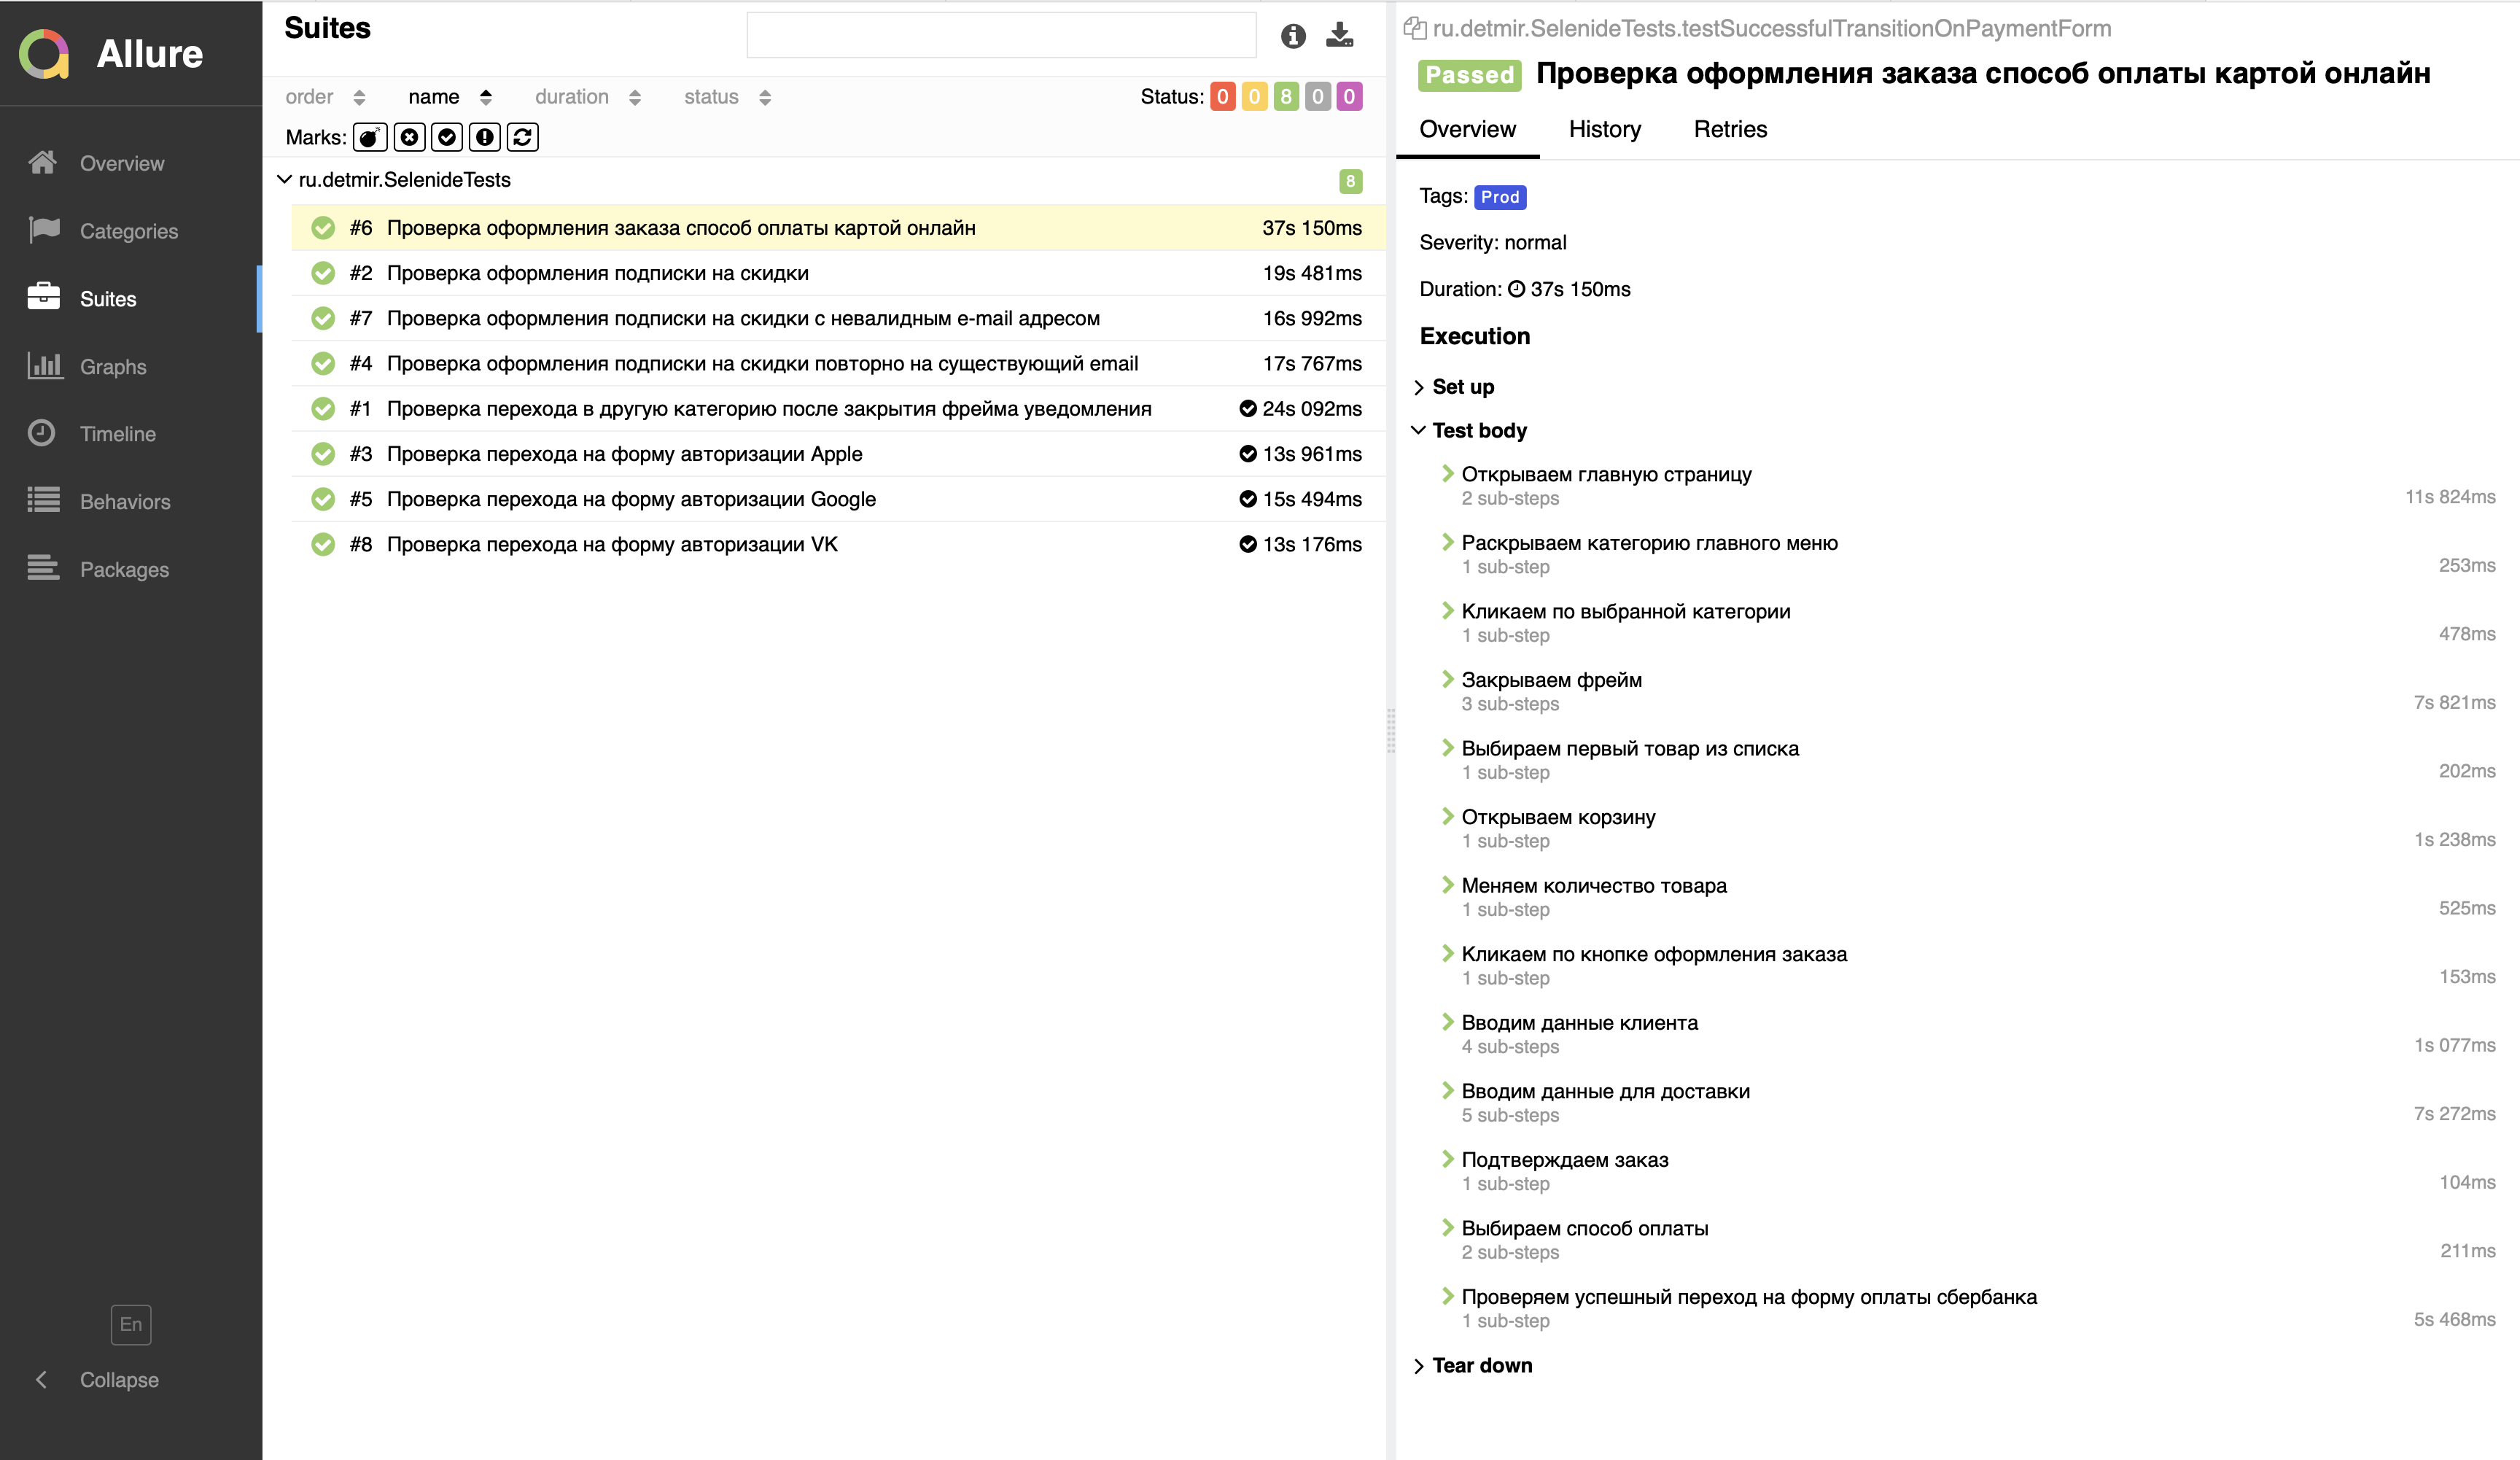 Allure
Overview
Categories
Suites
Graphs
Timeline
Behaviors
Packages
En
Collapse
Suites
order name duration status Status: 0 0 8 0 0
Marks:
ru.detmir.SelenideTests 8
#6 Проверка оформления заказа способ оплаты картой онлайн 37s 150ms
#2 Проверка оформления подписки на скидки 19s 481ms
#7 Проверка оформления подписки на скидки с невалидным e-mail адресом 16s 992ms
#4 Проверка оформления подписки на скидки повторно на существующий email 17s 767ms
#1 Проверка перехода в другую категорию после закрытия фрейма уведомления 24s 092ms
#3 Проверка перехода на форму авторизации Apple 13s 961ms
#5 Проверка перехода на форму авторизации Google 15s 494ms
#8 Проверка перехода на форму авторизации VK 13s 176ms
ru.detmir.SelenideTests.testSuccessfulTransitionOnPaymentForm
Passed Проверка оформления заказа способ оплаты картой онлайн
Overview History Retries
Tags: Prod
Severity: normal
Duration: 37s 150ms
Execution
Set up
Test body
Открываем главную страницу
2 sub-steps 11s 824ms
Раскрываем категорию главного меню
1 sub-step 253ms
Кликаем по выбранной категории
1 sub-step 478ms
Закрываем фрейм
3 sub-steps 7s 821ms
Выбираем первый товар из списка
1 sub-step 202ms
Открываем корзину
1 sub-step 1s 238ms
Меняем количество товара
1 sub-step 525ms
Кликаем по кнопке оформления заказа
1 sub-step 153ms
Вводим данные клиента
4 sub-steps 1s 077ms
Вводим данные для доставки
5 sub-steps 7s 272ms
Подтверждаем заказ
1 sub-step 104ms
Выбираем способ оплаты
2 sub-steps 211ms
Проверяем успешный переход на форму оплаты сбербанка
1 sub-step 5s 468ms
Tear down